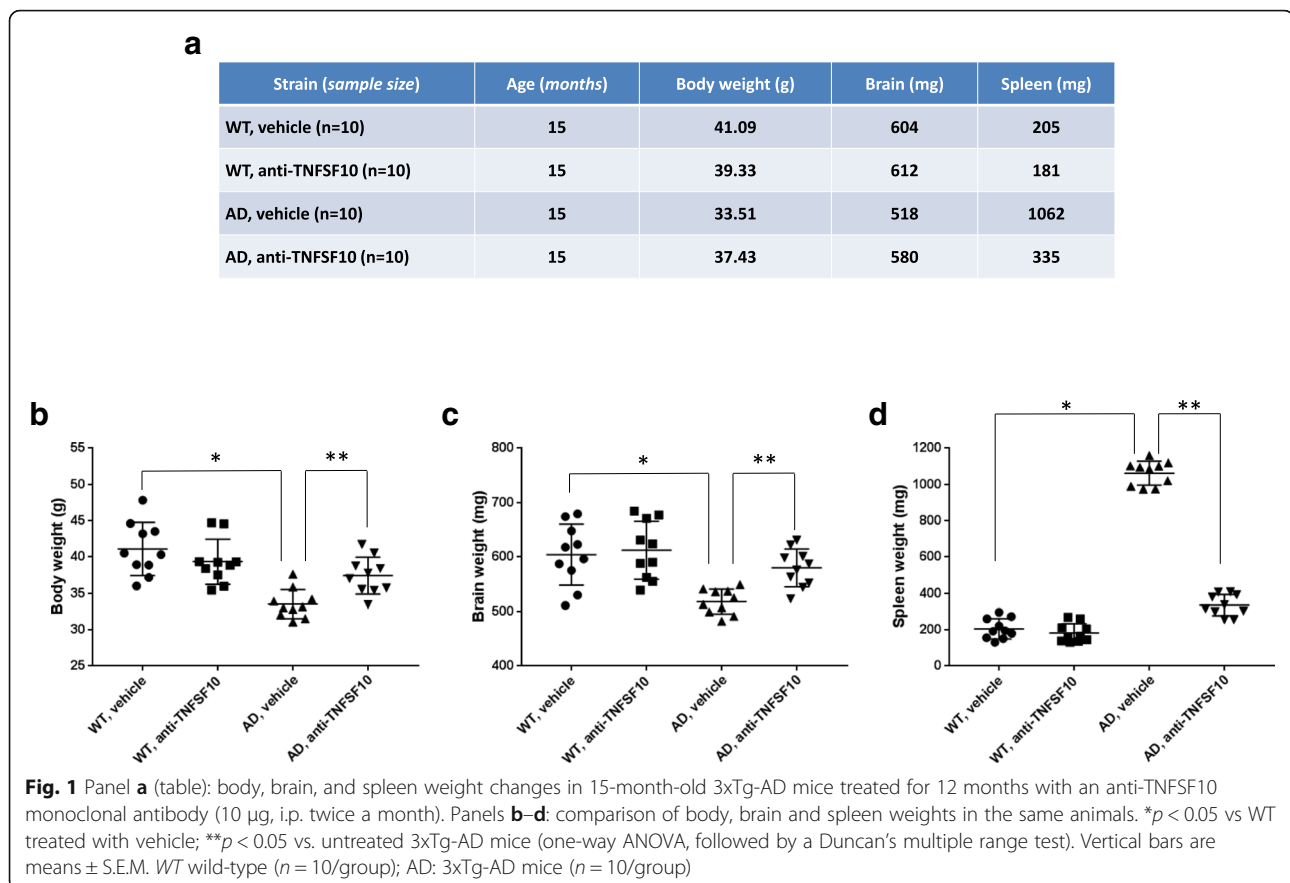 a
Strain (sample size) Age (months) Body weight (g) Brain (mg) Spleen (mg)
WT, vehicle (n=10) 15 41.09 604 205
WT, anti-TNFSF10 (n=10) 15 39.33 612 181
AD, vehicle (n=10) 15 33.51 518 1062
AD, anti-TNFSF10 (n=10) 15 37.43 580 335
b
* **
Body weight (g)
55
50
45
40
35
30
25
WT, vehicle
WT, anti-TNFSF10
AD, vehicle
AD, anti-TNFSF10
c
* **
Brain weight (mg)
800
700
600
500
400
WT, vehicle
WT, anti-TNFSF10
AD, vehicle
AD, anti-TNFSF10
d
* **
Spleen weight (mg)
1200
1000
800
600
400
200
0
WT, vehicle
WT, anti-TNFSF10
AD, vehicle
AD, anti-TNFSF10
Fig. 1 Panel a (table): body, brain, and spleen weight changes in 15-month-old 3xTg-AD mice treated for 12 months with an anti-TNFSF10
monoclonal antibody (10 μg, i.p. twice a month). Panels b–d: comparison of body, brain and spleen weights in the same animals. *p < 0.05 vs WT
treated with vehicle; **p < 0.05 vs. untreated 3xTg-AD mice (one-way ANOVA, followed by a Duncan's multiple range test). Vertical bars are
means ± S.E.M. WT wild-type (n = 10/group); AD: 3xTg-AD mice (n = 10/group)